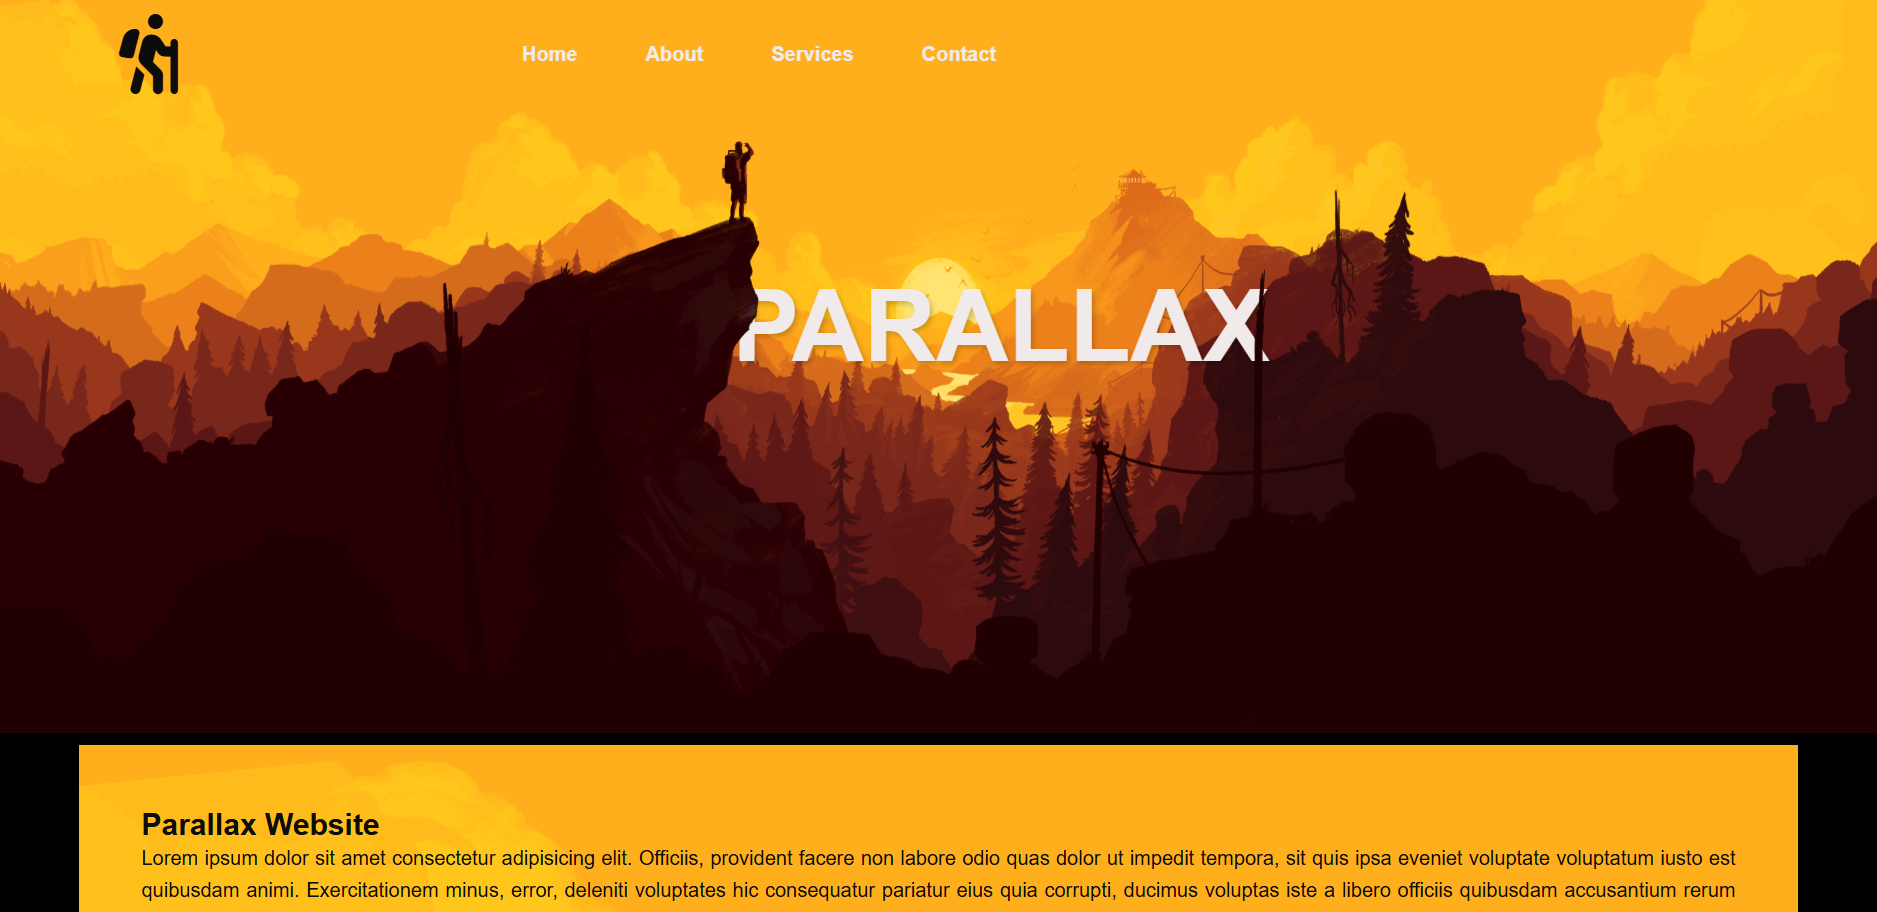 Home About Services Contact
PARALLAX
Parallax Website
Lorem ipsum dolor sit amet consectetur adipisicing elit. Officiis, provident facere non labore odio quas dolor ut impedit tempora, sit quis ipsa eveniet voluptate voluptatum iusto est
quibusdam animi. Exercitationem minus, error, deleniti voluptates hic consequatur pariatur eius quia corrupti, ducimus voluptas iste a libero officiis quibusdam accusantium rerum